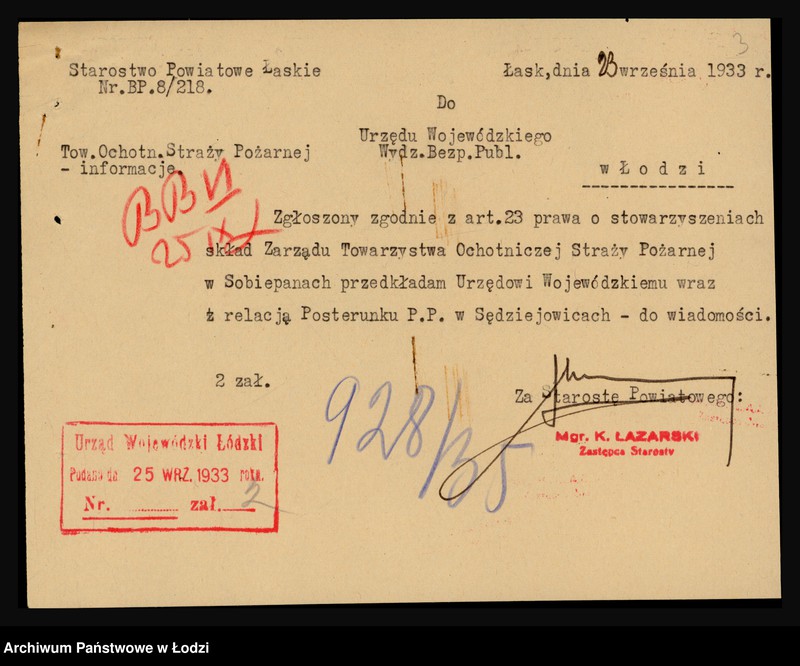 3
Starostwo Powiatowe Łaskie
Nr.BP.8/218.
Łask,dnia 23 września 1933 r.
Do
Urzędu Wojewódzkiego
Wydz.Bezp.Publ.
w Łodzi
Tow.Ochotn.Straży Pożarnej
- informacje.
BBVI
25 IX
Zgłoszony zgodnie z art.23 prawa o stowarzyszeniach
skład Zarządu Towarzystwa Ochotniczej Straży Pożarnej
w Sobiepanach przedkładam Urzędowi Wojewódzkiemu wraz
ż relacją Posterunku P.P. w Sędziejowicach - do wiadomości.
2 zał.
Za Starostę Powiatowego:
Mgr. K. ŁAZARSKI
Zastępca Starosty
928/35
Urząd Wojewódzki Łódzki
Podano do 25 WRZ. 1933 roku.
Nr. ........ zał. 2
Archiwum Państwowe w Łodzi